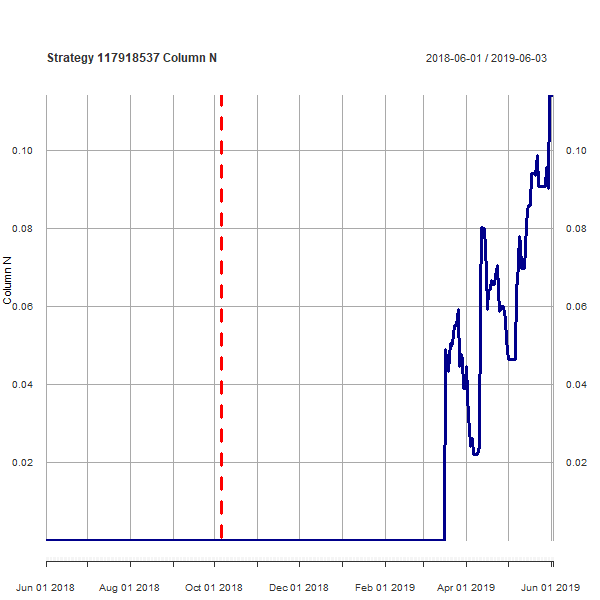 Strategy 117918537 Column N
2018-06-01 / 2019-06-03
Column N
0.10
0.10
0.08
0.08
0.06
0.06
0.04
0.04
0.02
0.02
Jun 01 2018
Aug 01 2018
Oct 01 2018
Dec 01 2018
Feb 01 2019
Apr 01 2019
Jun 01 2019